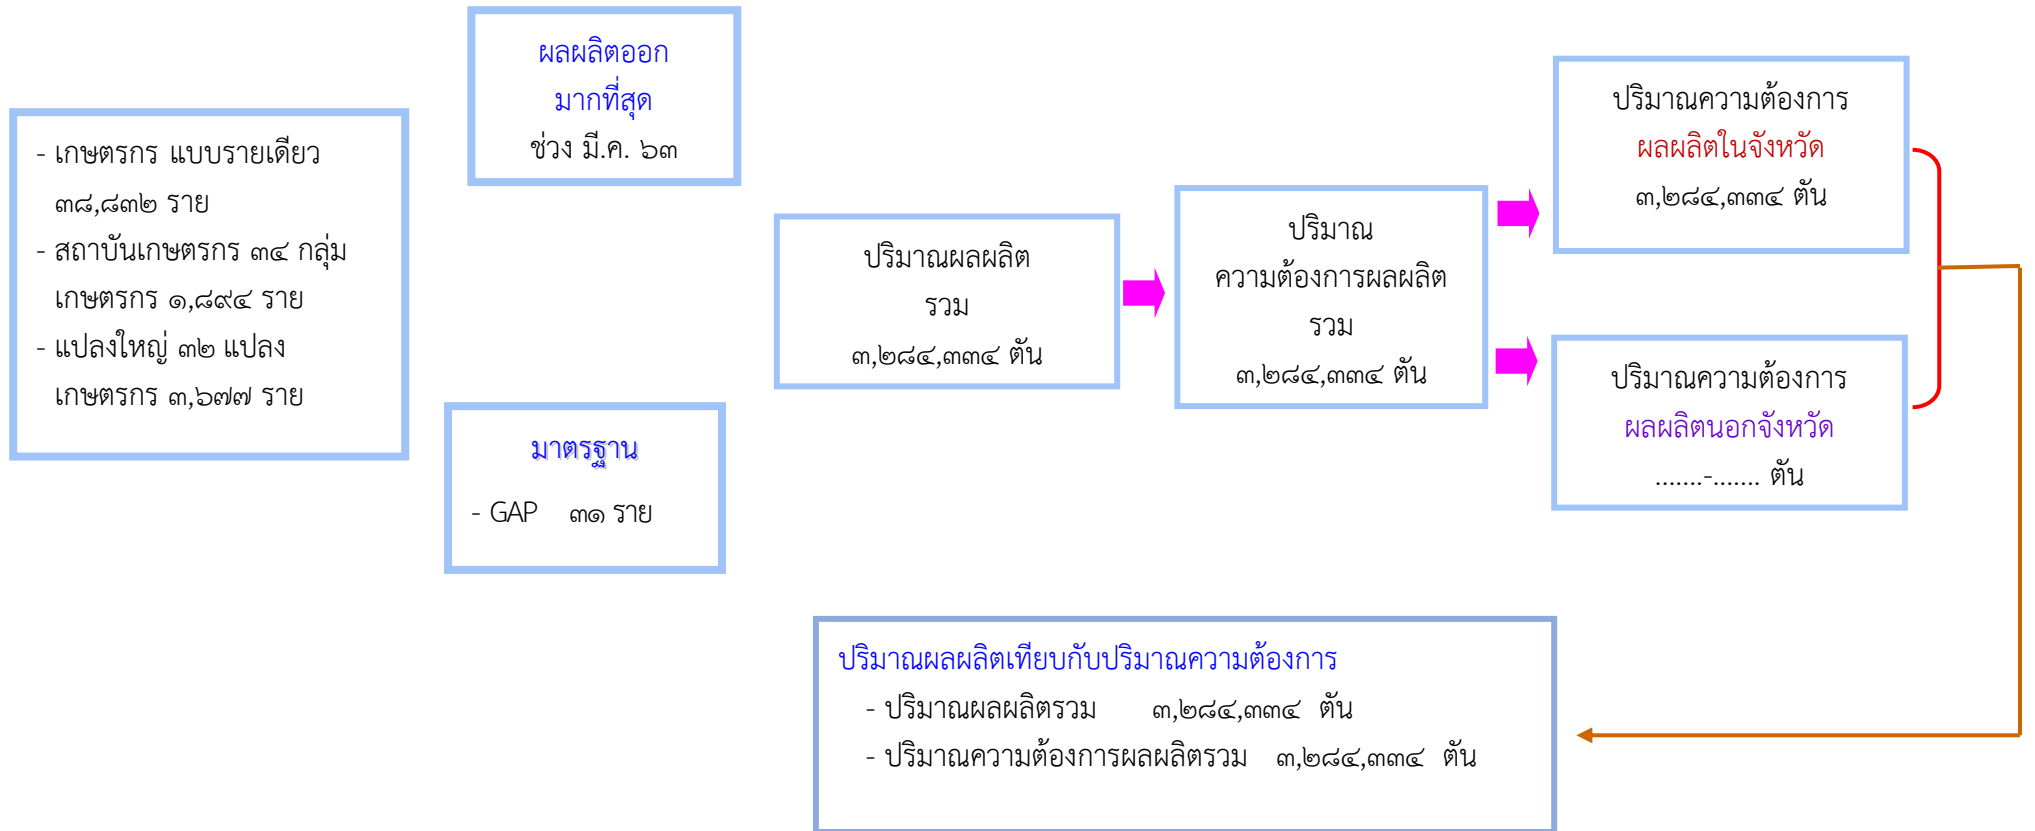 - เกษตรกร แบบรายเดียว
๓๘,๘๓๒ ราย
- สถาบันเกษตรกร ๓๔ กลุ่ม
เกษตรกร ๑,๘๙๔ ราย
- แปลงใหญ่ ๓๒ แปลง
เกษตรกร ๓,๖๗๗ ราย
ผลผลิตออก
มากที่สุด
ช่วง มี.ค. ๖๓
มาตรฐาน
- GAP ๓๑ ราย
ปริมาณผลผลิต
รวม
๓,๒๘๔,๓๓๔ ตัน
ปริมาณ
ความต้องการผลผลิต
รวม
๓,๒๘๔,๓๓๔ ตัน
ปริมาณความต้องการ
ผลผลิตในจังหวัด
๓,๒๘๔,๓๓๔ ตัน
ปริมาณความต้องการ
ผลผลิตนอกจังหวัด
.......-....... ตัน
ปริมาณผลผลิตเทียบกับปริมาณความต้องการ
- ปริมาณผลผลิตรวม ๓,๒๘๔,๓๓๔ ตัน
- ปริมาณความต้องการผลผลิตรวม ๓,๒๘๔,๓๓๔ ตัน